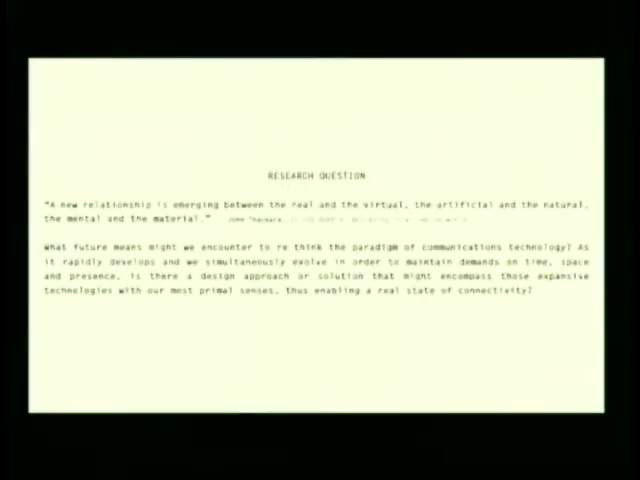 RESEARCH QUESTION
"A new relationship is emerging between the real and the virtual, the artificial and the natural,
the mental and the material." John Thackara,
What future means might we encounter to re think the paradigm of communications technology? As
it rapidly develops and we simultaneously evolve in order to maintain demands on time, space
and presence, is there a design approach or solution that might encompass those expansive
technologies with our most primal senses, thus enabling a real state of connectivity?